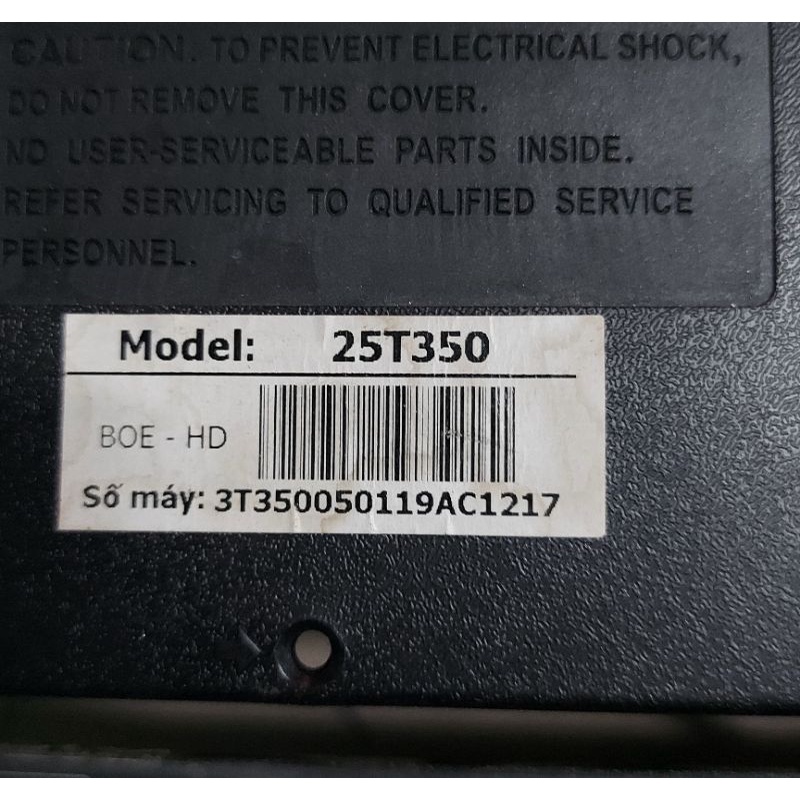 CAUTION. TO PREVENT ELECTRICAL SHOCK,
DO NOT REMOVE THIS COVER.
NO USER-SERVICEABLE PARTS INSIDE.
REFER SERVICING TO QUALIFIED SERVICE
PERSONNEL.
Model: 25T350
BOE - HD
Số máy: 3T350050119AC1217